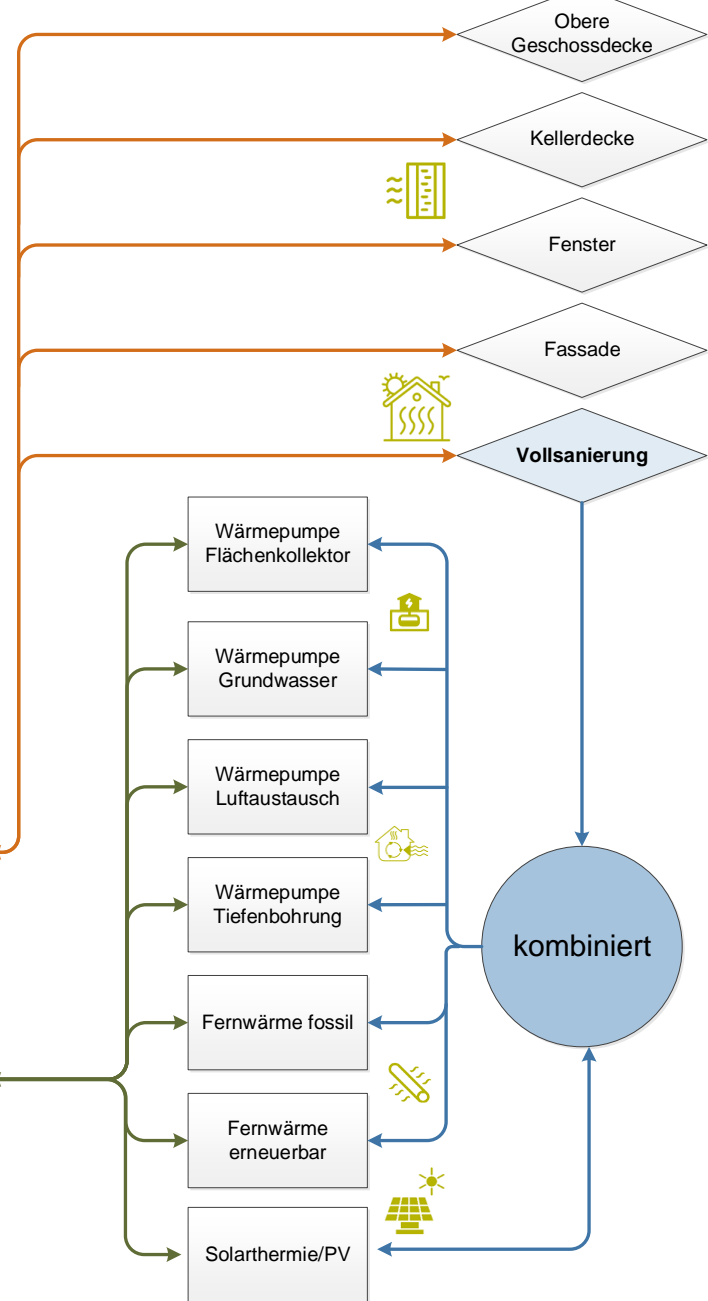 Obere
Geschossdecke
Kellerdecke
Fenster
Fassade
Vollsanierung
Wärmepumpe
Flächenkollektor
Wärmepumpe
Grundwasser
Wärmepumpe
Luftaustausch
Wärmepumpe
Tiefenbohrung
kombiniert
Fernwärme fossil
Fernwärme
erneuerbar
Solarthermie/PV